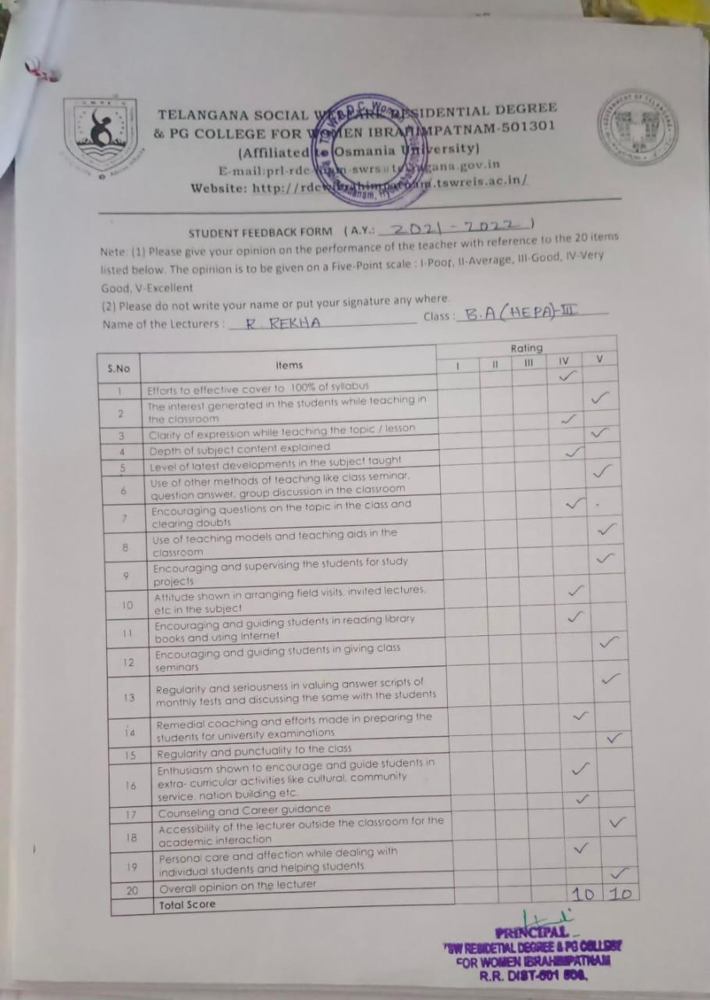 TELANGANA SOCIAL WELFARE RESIDENTIAL DEGREE
& PG COLLEGE FOR WOMEN IBRAHIMPATNAM-501301
(Affiliated to Osmania University)
Website: http://rdcwibrahimpatnam.tswreis.ac.in/
STUDENT FEEDBACK FORM ( A.Y.: 2021-2022 )
Note: (1) Please give your opinion on the performance of the teacher with reference to the 20 items
listed below. The opinion is to be given on a Five-Point scale : I-Poor, II-Average, III-Good, IV-Very
Good, V-Excellent
(2) Please do not write your name or put your signature any where.
Name of the Lecturers : R. REKHA Class : B.A (HEPA)-III
S.No Items Rating
I II III IV V
1 Efforts to effective cover to 100% of syllabus ✓
2 The interest generated in the students while teaching in
the classroom ✓
3 Clarity of expression while teaching the topic / lesson ✓
4 Depth of subject content explained ✓
5 Level of latest developments in the subject taught ✓
6 Use of other methods of teaching like class seminar,
question answer, group discussion in the classroom ✓
7 Encouraging questions on the topic in the class and
clearing doubts ✓
8 Use of teaching models and teaching aids in the
classroom ✓
9 Encouraging and supervising the students for study
projects ✓
10 Attitude shown in arranging field visits, invited lectures,
etc in the subject ✓
11 Encouraging and guiding students in reading library
books and using Internet ✓
12 Encouraging and guiding students in giving class
seminars ✓
13 Regularity and seriousness in valuing answer scripts of
monthly tests and discussing the same with the students ✓
14 Remedial coaching and efforts made in preparing the
students for university examinations ✓
15 Regularity and punctuality to the class ✓
16 Enthusiasm shown to encourage and guide students in
extra- curricular activities like cultural, community
service, nation building etc. ✓
17 Counseling and Career guidance ✓
18 Accessibility of the lecturer outside the classroom for the
academic interaction ✓
19 Personal care and affection while dealing with
individual students and helping students ✓
20 Overall opinion on the lecturer ✓
Total Score 10 10
PRINCIPAL
TSW RESIDETIAL DEGREE & PG COLLEGE
FOR WOMEN IBRAHIMPATNAM
R.R. DIST-501